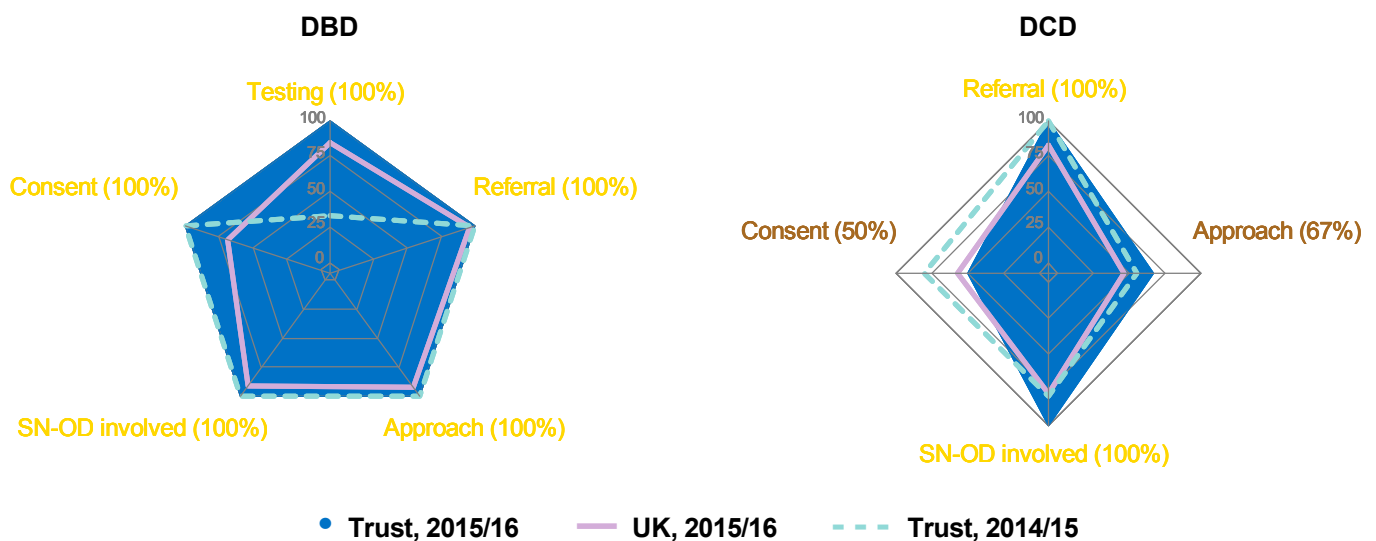 DBD
Testing (100%)
100
75
50
25
0
Consent (100%)
Referral (100%)
SN-OD involved (100%)
Approach (100%)
DCD
Referral (100%)
100
75
50
25
0
Consent (50%)
Approach (67%)
SN-OD involved (100%)
Trust, 2015/16
UK, 2015/16
Trust, 2014/15